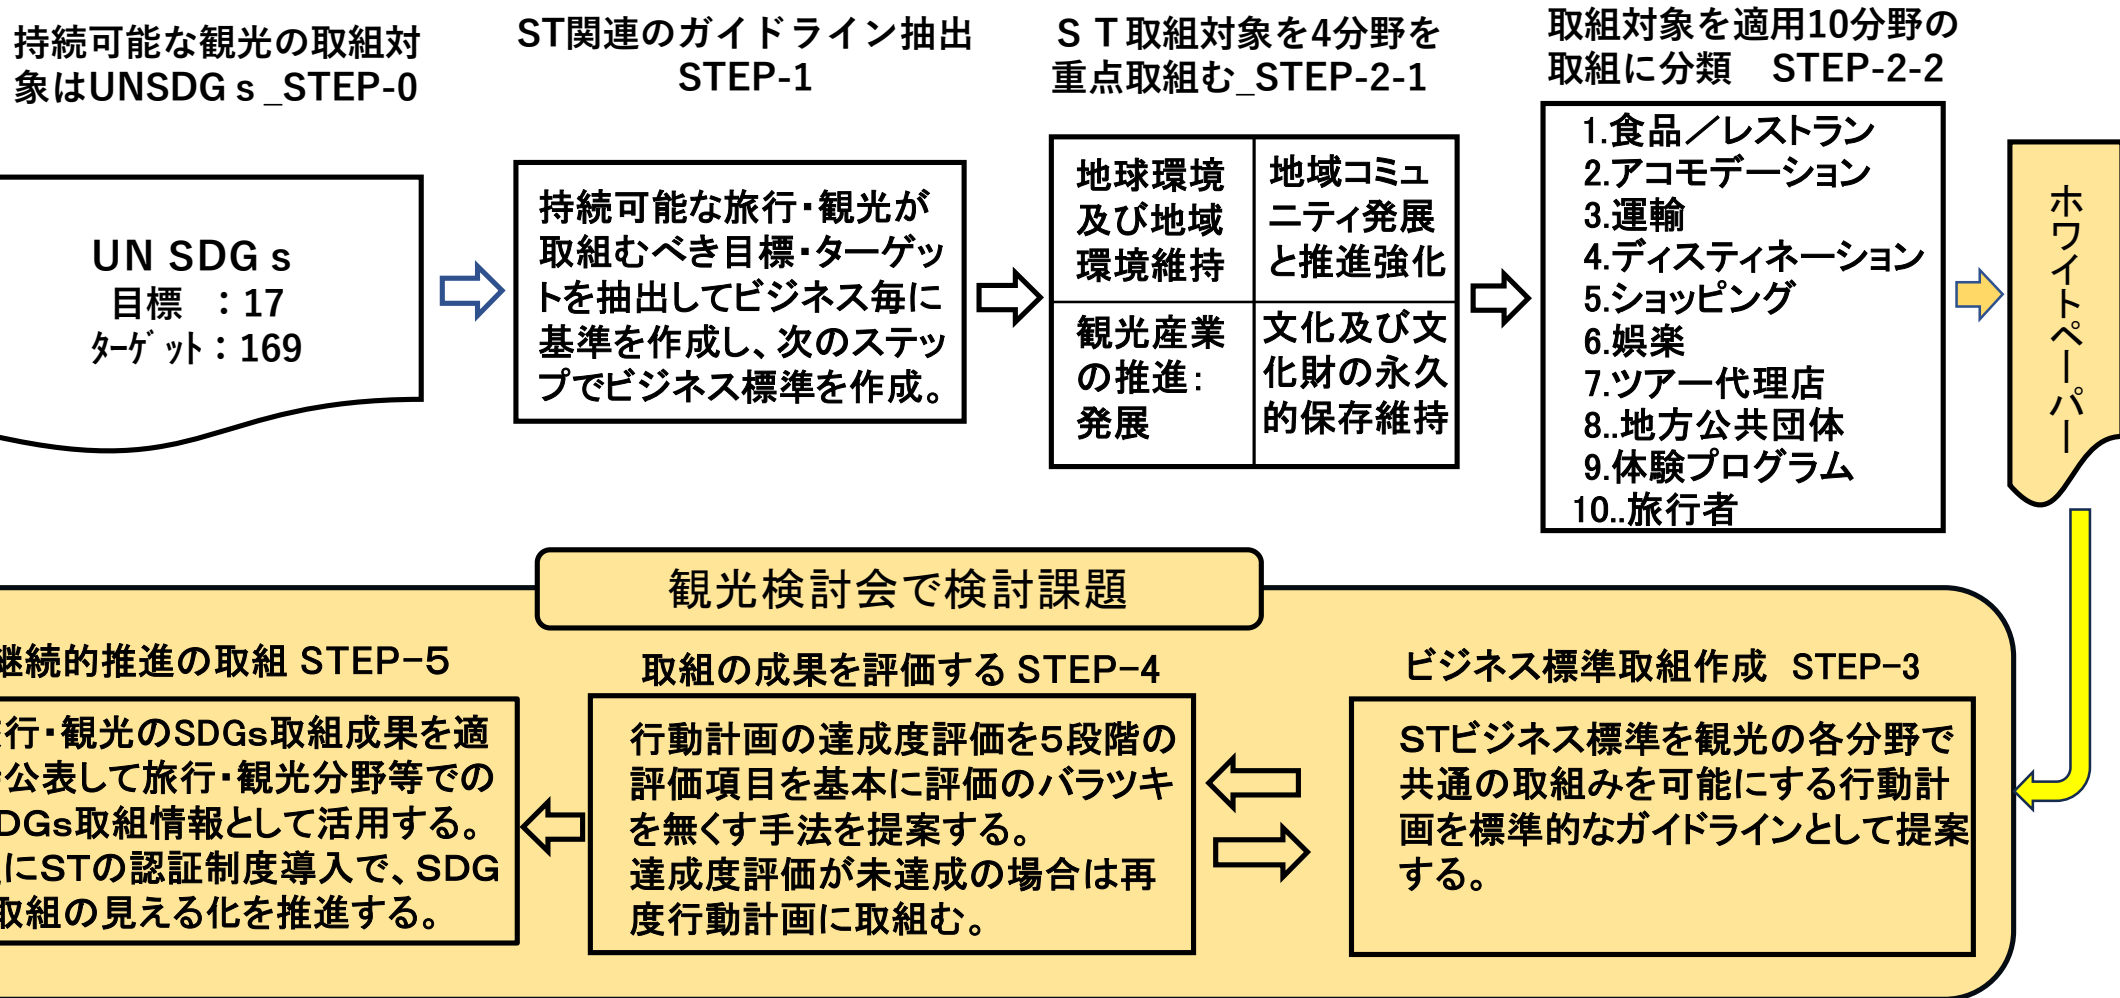 持続可能な観光の取組対
象はUNSDGｓ_STEP-0
ST関連のガイドライン抽出
STEP-1
ＳＴ取組対象を4分野を
重点取組む_STEP-2-1
取組対象を適用10分野の
取組に分類　STEP-2-2
UN SDGｓ
目標　：17
ﾀｰｹﾞｯﾄ：169
持続可能な旅行・観光が
取組むべき目標・ターゲッ
トを抽出してビジネス毎に
基準を作成し、次のステッ
プでビジネス標準を作成。
地球環境
及び地域
環境維持
地域コミュ
ニティ発展
と推進強化
観光産業
の推進：
発展
文化及び文
化財の永久
的保存維持
1.食品／レストラン
2.アコモデーション
3.運輸
4.ディスティネーション
5.ショッピング
6.娯楽
7.ツアー代理店
8..地方公共団体
9.体験プログラム
10..旅行者
ホワイトペーパー
観光検討会で検討課題
継続的推進の取組 STEP−５
行・観光のSDGs取組成果を適
公表して旅行・観光分野等での
DGs取組情報として活用する。
にSTの認証制度導入で、SDG
取組の見える化を推進する。
取組の成果を評価する STEP−4
行動計画の達成度評価を５段階の
評価項目を基本に評価のバラツキ
を無くす手法を提案する。
達成度評価が未達成の場合は再
度行動計画に取組む。
ビジネス標準取組作成　STEP−3
STビジネス標準を観光の各分野で
共通の取組みを可能にする行動計
画を標準的なガイドラインとして提案
する。